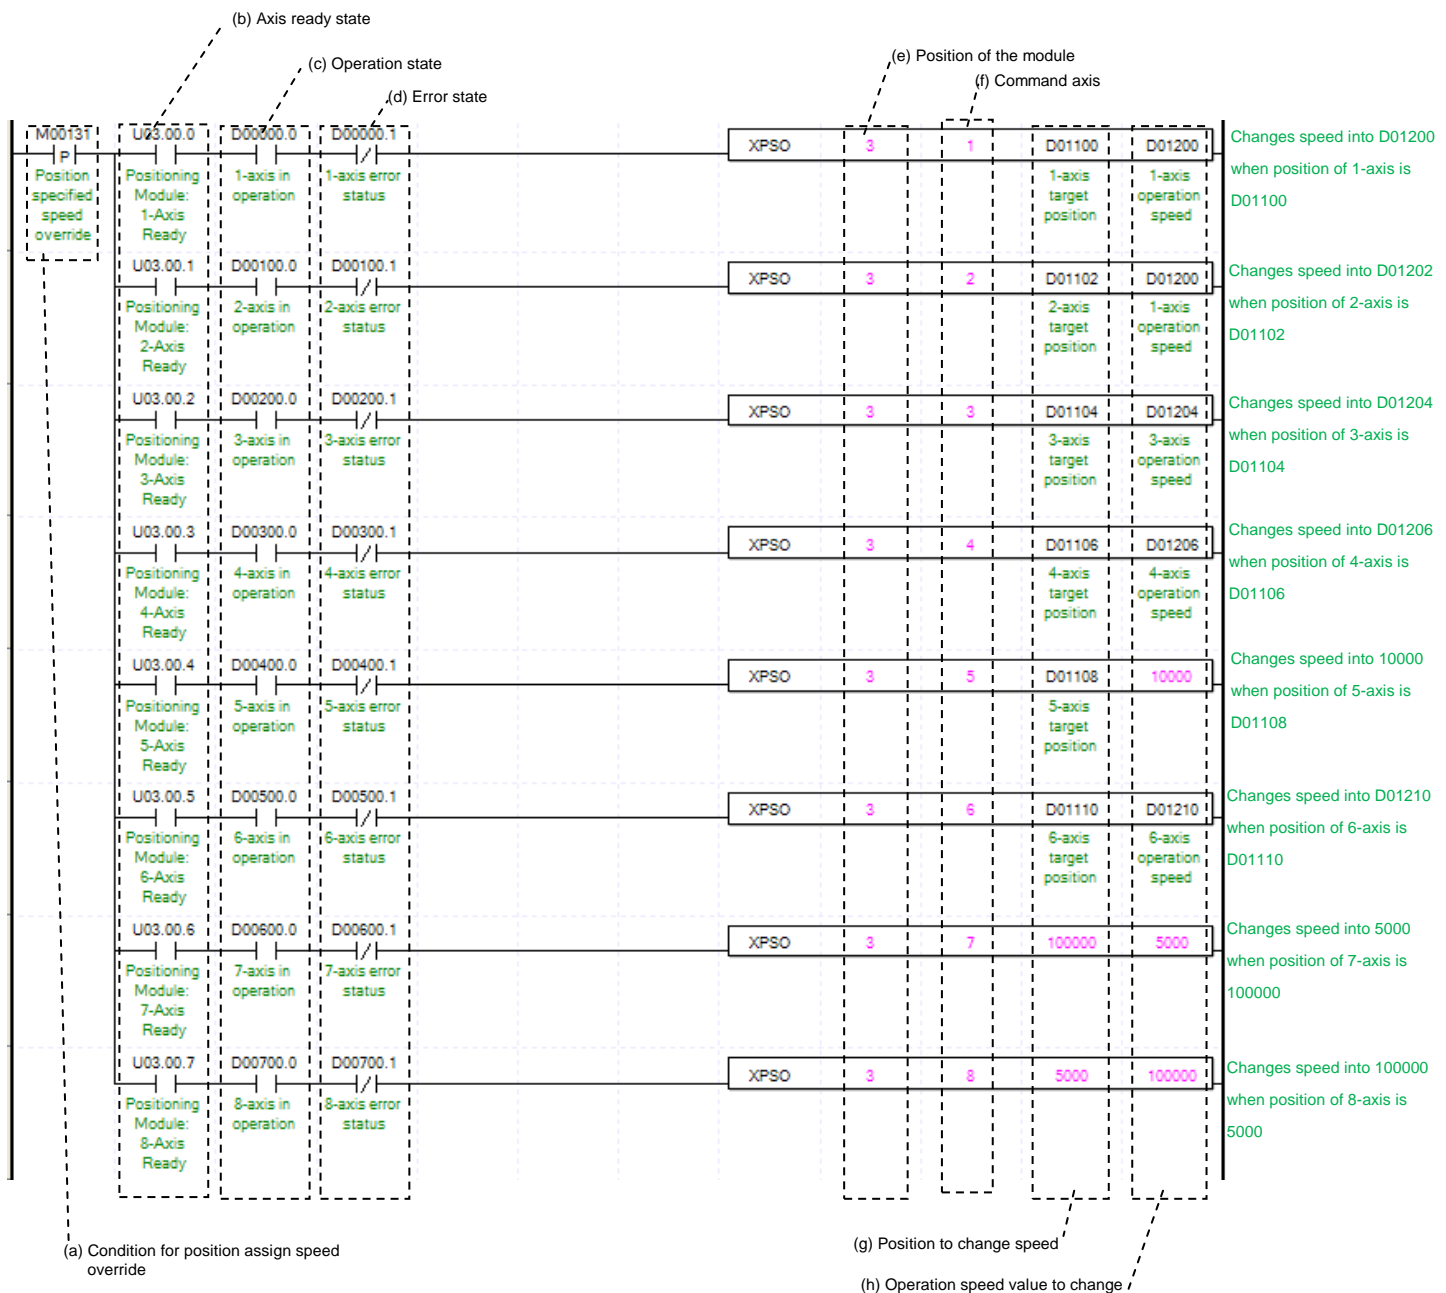 (b) Axis ready state
(c) Operation state
(d) Error state
(e) Position of the module
(f) Command axis
M00131 U03.00.0 D00000.0 D00000.1
P
XPSO 3 1 D01100 D01200
Position specified speed override
Positioning Module: 1-Axis Ready
1-axis in operation
1-axis error status
1-axis target position
1-axis operation speed
Changes speed into D01200
when position of 1-axis is
D01100
U03.00.1 D00100.0 D00100.1
XPSO 3 2 D01102 D01200
Positioning Module: 2-Axis Ready
2-axis in operation
2-axis error status
2-axis target position
1-axis operation speed
Changes speed into D01202
when position of 2-axis is
D01102
U03.00.2 D00200.0 D00200.1
XPSO 3 3 D01104 D01204
Positioning Module: 3-Axis Ready
3-axis in operation
3-axis error status
3-axis target position
3-axis operation speed
Changes speed into D01204
when position of 3-axis is
D01104
U03.00.3 D00300.0 D00300.1
XPSO 3 4 D01106 D01206
Positioning Module: 4-Axis Ready
4-axis in operation
4-axis error status
4-axis target position
4-axis operation speed
Changes speed into D01206
when position of 4-axis is
D01106
U03.00.4 D00400.0 D00400.1
XPSO 3 5 D01108 10000
Positioning Module: 5-Axis Ready
5-axis in operation
5-axis error status
5-axis target position
Changes speed into 10000
when position of 5-axis is
D01108
U03.00.5 D00500.0 D00500.1
XPSO 3 6 D01110 D01210
Positioning Module: 6-Axis Ready
6-axis in operation
6-axis error status
6-axis target position
6-axis operation speed
Changes speed into D01210
when position of 6-axis is
D01110
U03.00.6 D00600.0 D00600.1
XPSO 3 7 100000 5000
Positioning Module: 7-Axis Ready
7-axis in operation
7-axis error status
Changes speed into 5000
when position of 7-axis is
100000
U03.00.7 D00700.0 D00700.1
XPSO 3 8 5000 100000
Positioning Module: 8-Axis Ready
8-axis in operation
8-axis error status
Changes speed into 100000
when position of 8-axis is
5000
(a) Condition for position assign speed
override
(g) Position to change speed
(h) Operation speed value to change